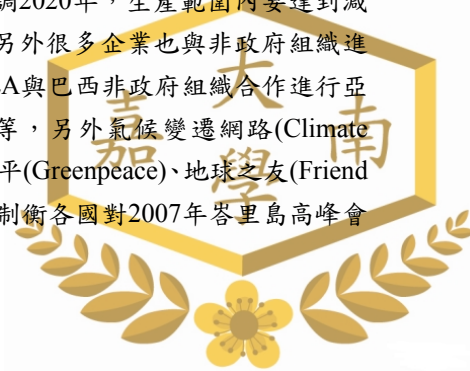 調2020年，生產範圍內要達到減
另外很多企業也與非政府組織進
A與巴西非政府組織合作進行亞
等，另外氣候變遷網路(Climate
平(Greenpeace)、地球之友(Friend
制衡各國對2007年峇里島高峰會
大
嘉 南
學